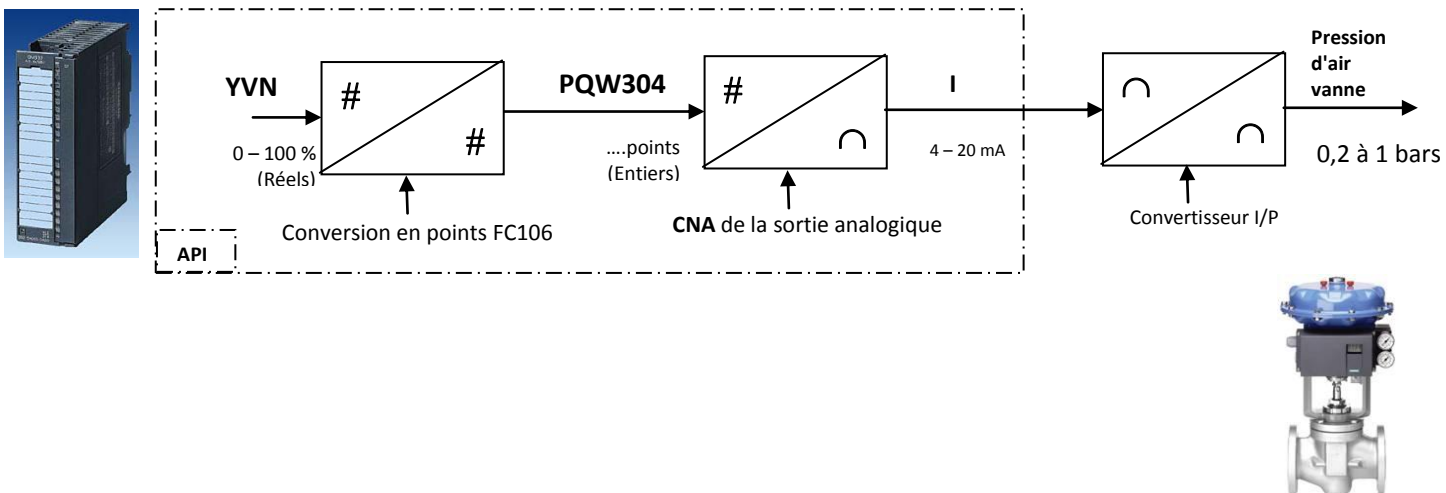 YVN
0 – 100 %
(Réels)
#
#
Conversion en points FC106
API
PQW304
....points
(Entiers)
#
CNA de la sortie analogique
I
4 – 20 mA
Convertisseur I/P
Pression
d'air
vanne
0,2 à 1 bars